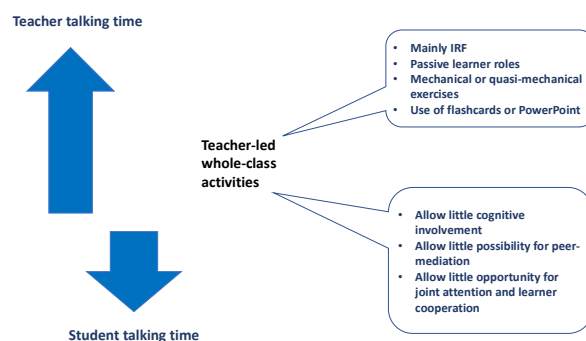 Teacher talking time
• Mainly IRF
• Passive learner roles
• Mechanical or quasi-mechanical
exercises
• Use of flashcards or PowerPoint
Teacher-led
whole-class
activities
• Allow little cognitive
involvement
• Allow little possibility for peer-
mediation
• Allow little opportunity for
joint attention and learner
cooperation
Student talking time